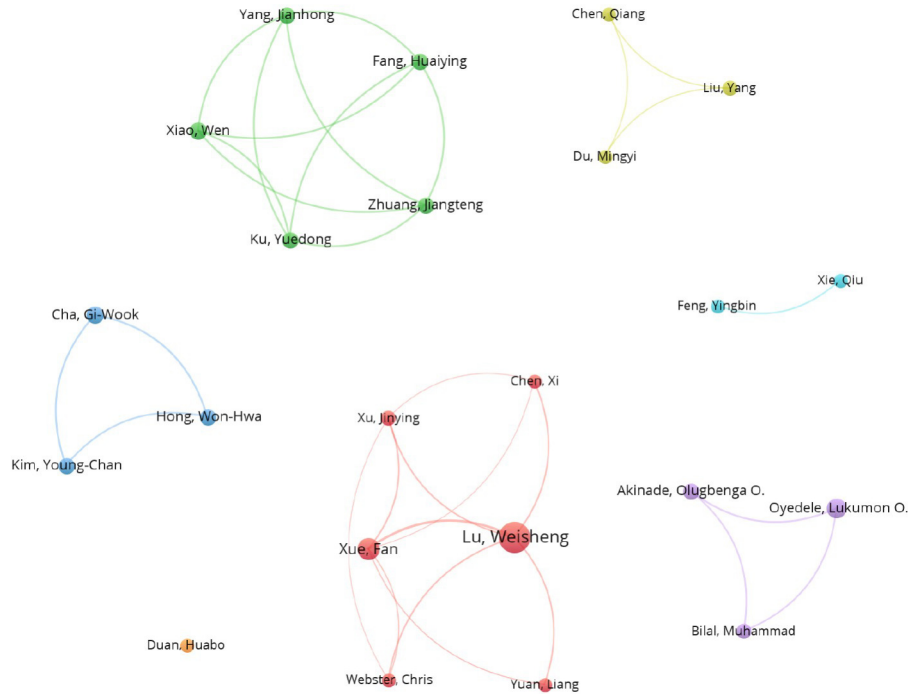 Yang, Jianhong
Chen, Qiang
Fang, Huaiying
Liu, Yang
Xiao, Wen
Du, Mingyi
Zhuang, Jiangteng
Ku, Yuedong
Xie, Qiu
Feng, Yingbin
Cha, Gi-Wook
Hong, Won-Hwa
Kim, Young-Chan
Chen, Xi
Xu, Jinying
Lu, Weisheng
Xue, Fan
Akinade, Olugbenga O.
Oyedele, Lukumon O.
Bilal, Muhammad
Duan, Huabo
Webster, Chris
Yuan, Liang